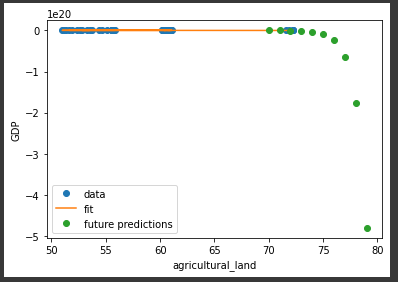 1e20
0
−1
−2
−3
−4
−5
GDP
data
fit
future predictions
50 55 60 65 70 75 80
agricultural_land